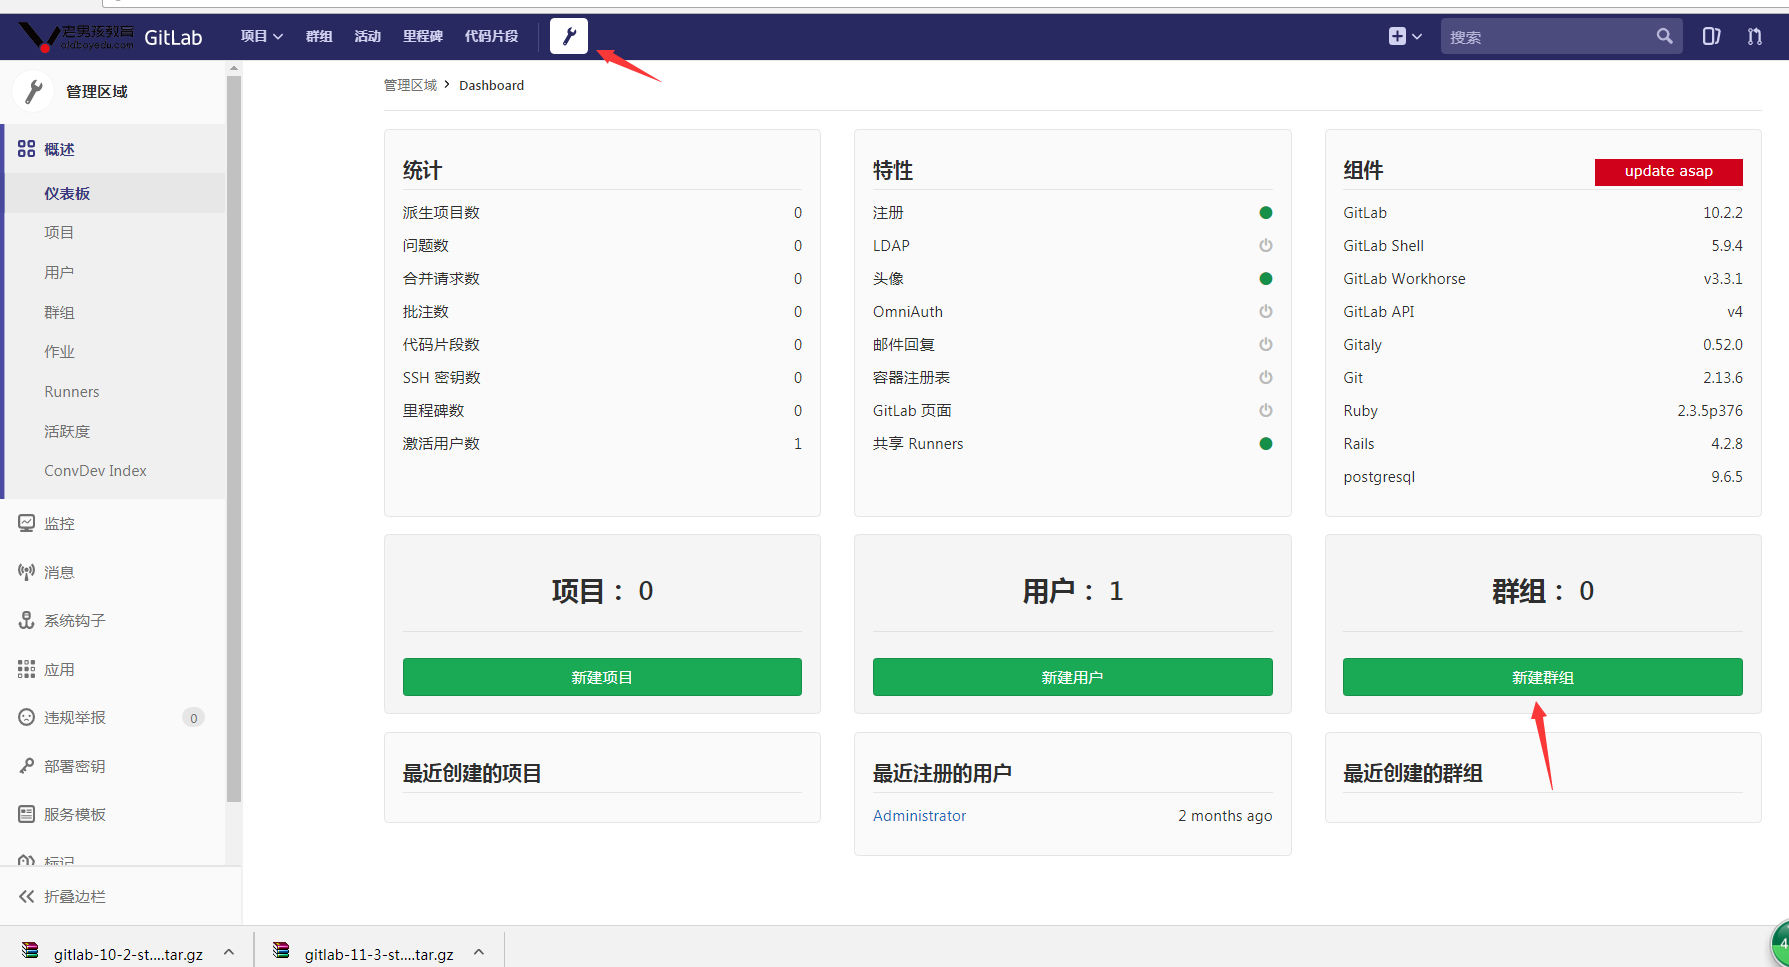 老男孩教育
oldboyedu.com
GitLab
项目 群组 活动 里程碑 代码片段
搜索
管理区域
概述
仪表板
项目
用户
群组
作业
Runners
活跃度
ConvDev Index
监控
消息
系统钩子
应用
违规举报 0
部署密钥
服务模板
标记
折叠边栏
管理区域 > Dashboard
统计
派生项目数 0
问题数 0
合并请求数 0
批注数 0
代码片段数 0
SSH 密钥数 0
里程碑数 0
激活用户数 1
特性
注册
LDAP
头像
OmniAuth
邮件回复
容器注册表
GitLab 页面
共享 Runners
组件 update asap
GitLab 10.2.2
GitLab Shell 5.9.4
GitLab Workhorse v3.3.1
GitLab API v4
Gitaly 0.52.0
Git 2.13.6
Ruby 2.3.5p376
Rails 4.2.8
postgresql 9.6.5
项目： 0
新建项目
用户： 1
新建用户
群组： 0
新建群组
最近创建的项目
最近注册的用户
Administrator 2 months ago
最近创建的群组
gitlab-10-2-st....tar.gz
gitlab-11-3-st....tar.gz
4